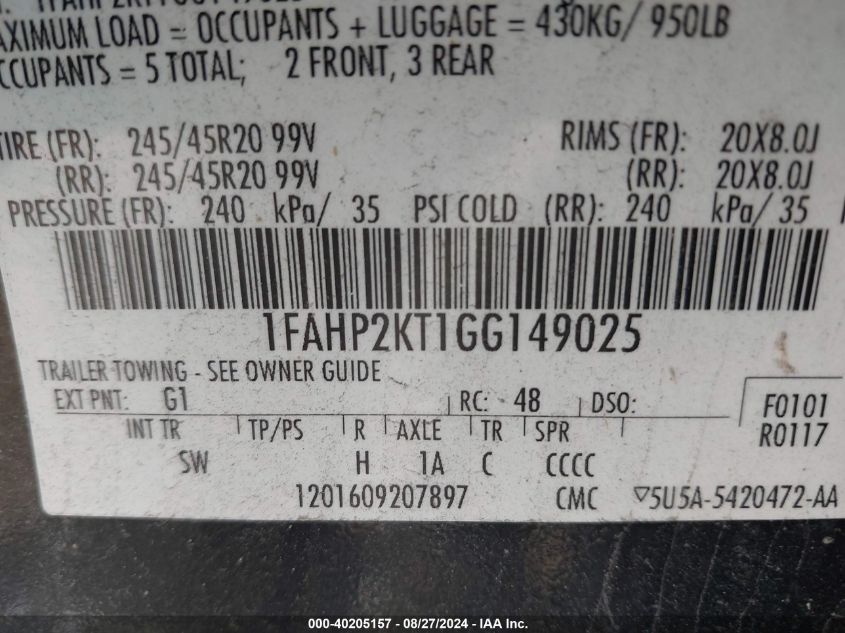 MAXIMUM LOAD = OCCUPANTS + LUGGAGE = 430KG/ 950LB
OCCUPANTS = 5 TOTAL; 2 FRONT, 3 REAR
TIRE (FR): 245/45R20 99V RIMS (FR): 20X8.0J
(RR): 245/45R20 99V (RR): 20X8.0J
PRESSURE (FR): 240 kPa/ 35 PSI COLD (RR): 240 kPa/ 35
1FAHP2KT1GG149025
TRAILER TOWING - SEE OWNER GUIDE
EXT PNT: G1 RC: 48 DSO: F0101
INT TR TP/PS R AXLE TR SPR R0117
SW H 1A C CCCC
1201609207897 CMC ▽5U5A-5420472-AA
000-40205157 - 08/27/2024 - IAA Inc.